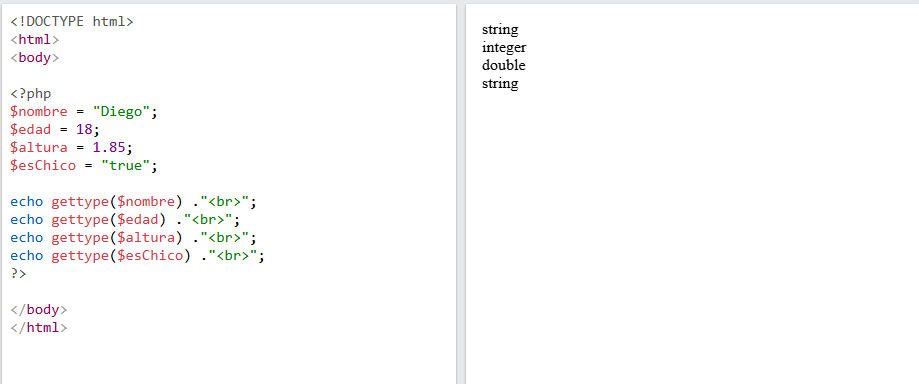 <!DOCTYPE html>
<html>
<body>
<?php
$nombre = "Diego";
$edad = 18;
$altura = 1.85;
$esChico = "true";
echo gettype($nombre) ."<br>";
echo gettype($edad) ."<br>";
echo gettype($altura) ."<br>";
echo gettype($esChico) ."<br>";
?>
</body>
</html>
string
integer
double
string